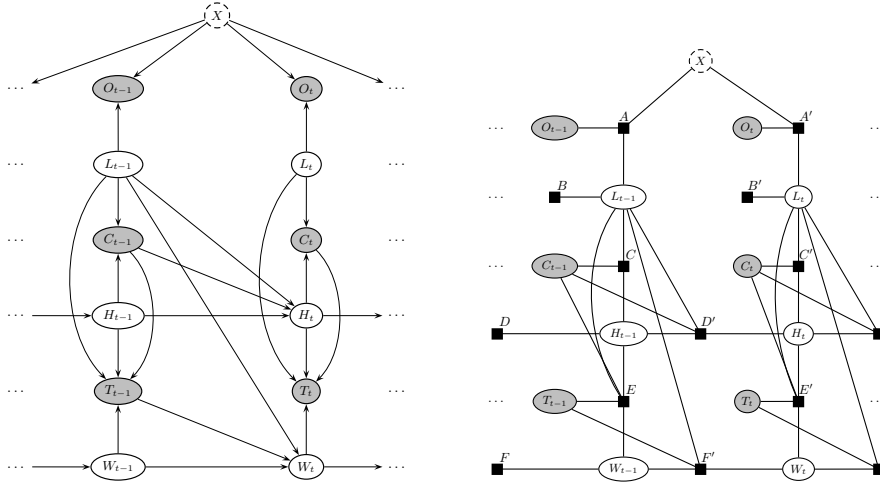 X
… O_{t−1} O_t …
… L_{t−1} L_t …
… C_{t−1} C_t …
… H_{t−1} H_t …
… T_{t−1} T_t …
… W_{t−1} W_t …
X
A A′
… O_{t−1} O_t …
B B′
… L_{t−1} L_t …
C C′
… C_{t−1} C_t …
D D′
H_{t−1} H_t
E E′
… T_{t−1} T_t …
F F′
W_{t−1} W_t